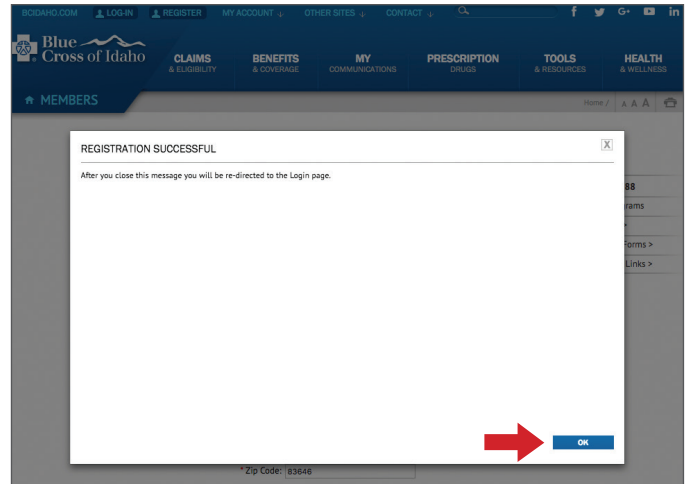 BCIDAHO.COM LOG-IN REGISTER MY ACCOUNT OTHER SITES CONTACT
Blue
Cross of Idaho
CLAIMS
& ELIGIBILITY
BENEFITS
& COVERAGE
MY
COMMUNICATIONS
PRESCRIPTION
DRUGS
TOOLS
& RESOURCES
HEALTH
& WELLNESS
MEMBERS
Home / A A A
REGISTRATION SUCCESSFUL
X
After you close this message you will be re-directed to the Login page.
88
rams
Forms >
Links >
OK
* Zip Code: 83646